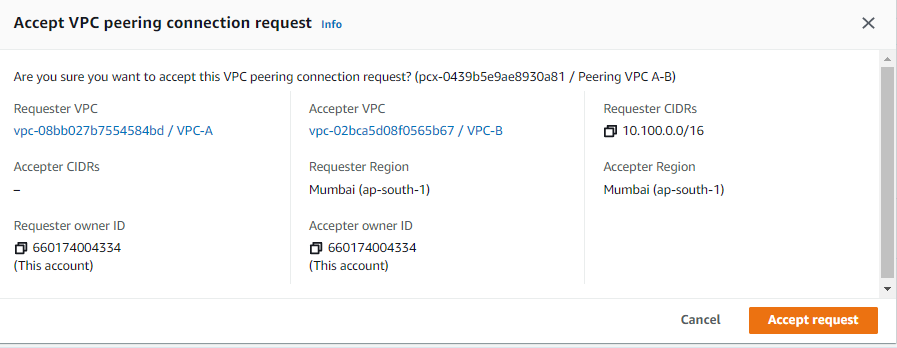 Accept VPC peering connection request Info
Are you sure you want to accept this VPC peering connection request? (pcx-0439b5e9ae8930a81 / Peering VPC A-B)
Requester VPC
vpc-08bb027b7554584bd / VPC-A
Accepter VPC
vpc-02bca5d08f0565b67 / VPC-B
Requester CIDRs
10.100.0.0/16
Accepter CIDRs
–
Requester Region
Mumbai (ap-south-1)
Accepter Region
Mumbai (ap-south-1)
Requester owner ID
660174004334
(This account)
Accepter owner ID
660174004334
(This account)
Cancel
Accept request